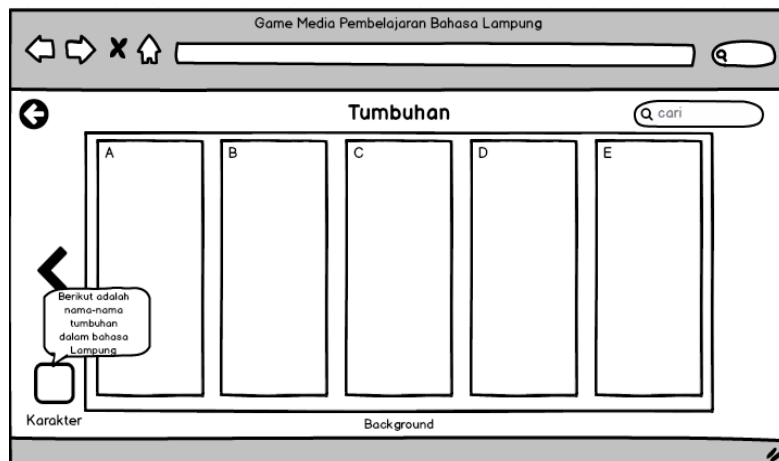 Game Media Pembelajaran Bahasa Lampung
Tumbuhan
cari
A
B
C
D
E
Berikut adalah
nama-nama
tumbuhan
dalam bahasa
Lampung
Karakter
Background